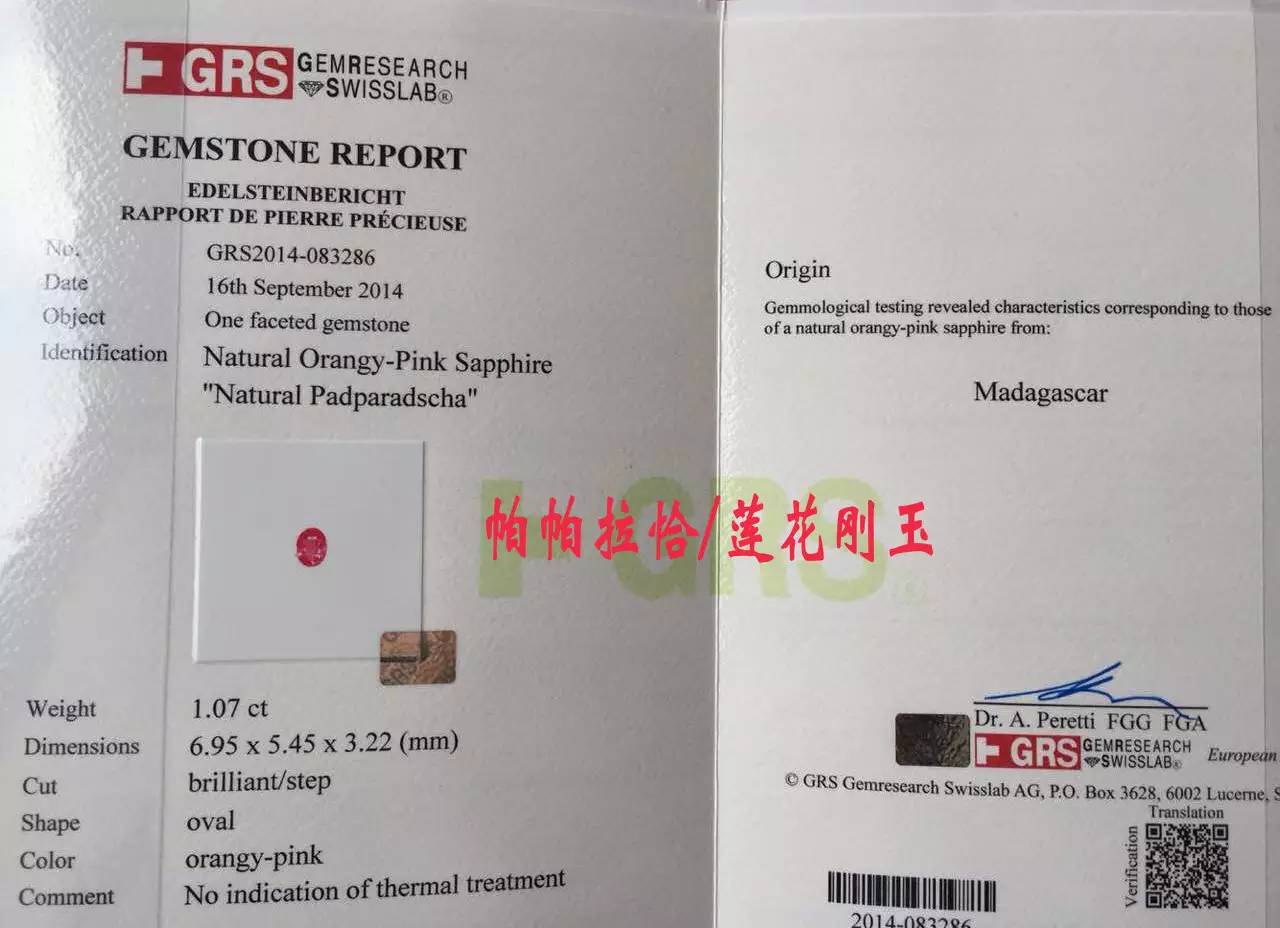 GRS GEMRESEARCH
SWISSLAB®
GEMSTONE REPORT
EDELSTEINBERICHT
RAPPORT DE PIERRE PRÉCIEUSE
No. GRS2014-083286
Date 16th September 2014
Object One faceted gemstone
Identification Natural Orangy-Pink Sapphire
"Natural Padparadscha"
Weight 1.07 ct
Dimensions 6.95 x 5.45 x 3.22 (mm)
Cut brilliant/step
Shape oval
Color orangy-pink
Comment No indication of thermal treatment
GRS®
帕帕拉恰/莲花刚玉
Origin
Gemmological testing revealed characteristics corresponding to those
of a natural orangy-pink sapphire from:
Madagascar
Dr. A. Peretti FGG FGA
GRS GEMRESEARCH
SWISSLAB®
European
© GRS Gemresearch Swisslab AG, P.O. Box 3628, 6002 Lucerne, S
Translation
Verification
2014-083286